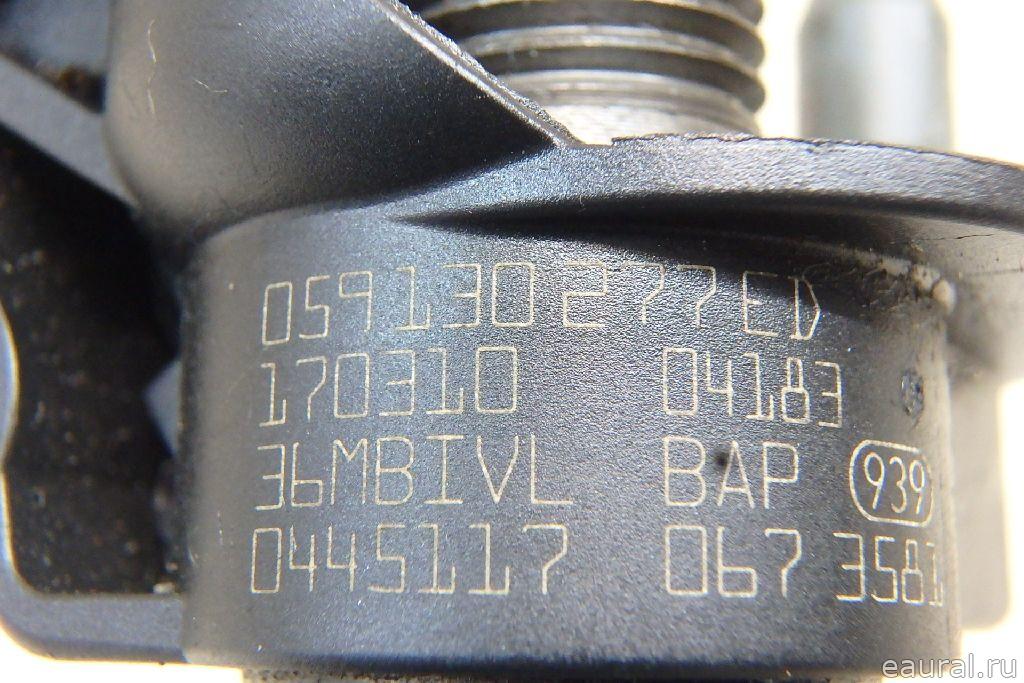 059130277ED
170310 04183
36MBIVL BAP 939
0445117 067 3581
eaural.ru